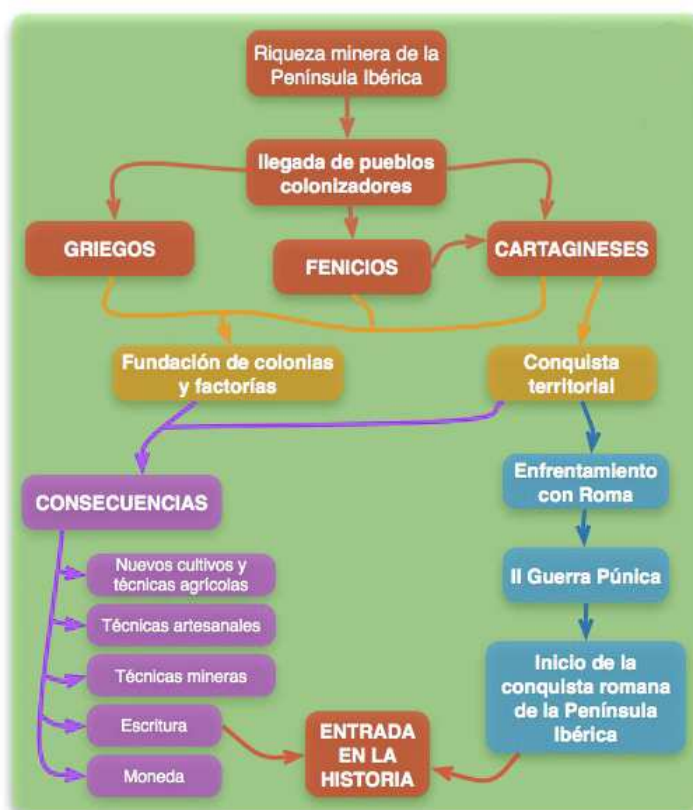 Riqueza minera de la
Península Ibérica
llegada de pueblos
colonizadores
GRIEGOS
FENICIOS
CARTAGINESES
Fundación de colonias
y factorías
Conquista
territorial
CONSECUENCIAS
Nuevos cultivos y
técnicas agrícolas
Técnicas artesanales
Técnicas mineras
Escritura
Moneda
Enfrentamiento
con Roma
II Guerra Púnica
Inicio de la
conquista romana
de la Península
Ibérica
ENTRADA
EN LA
HISTORIA